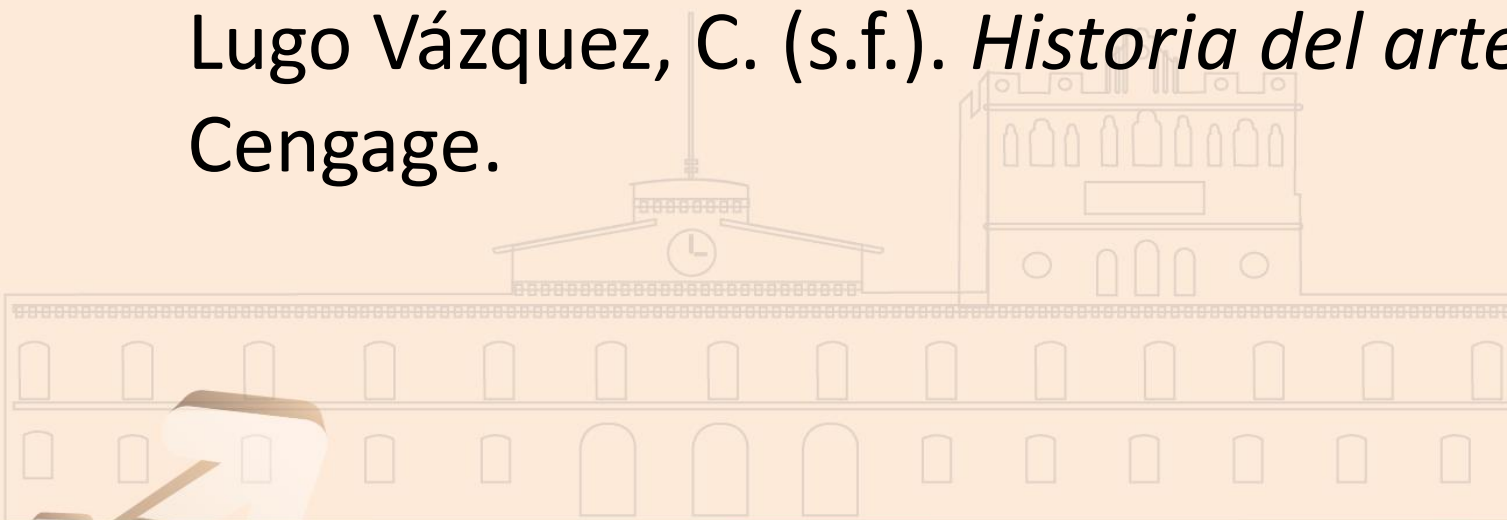 Lugo Vázquez, C. (s.f.). Historia del arte
Cengage.